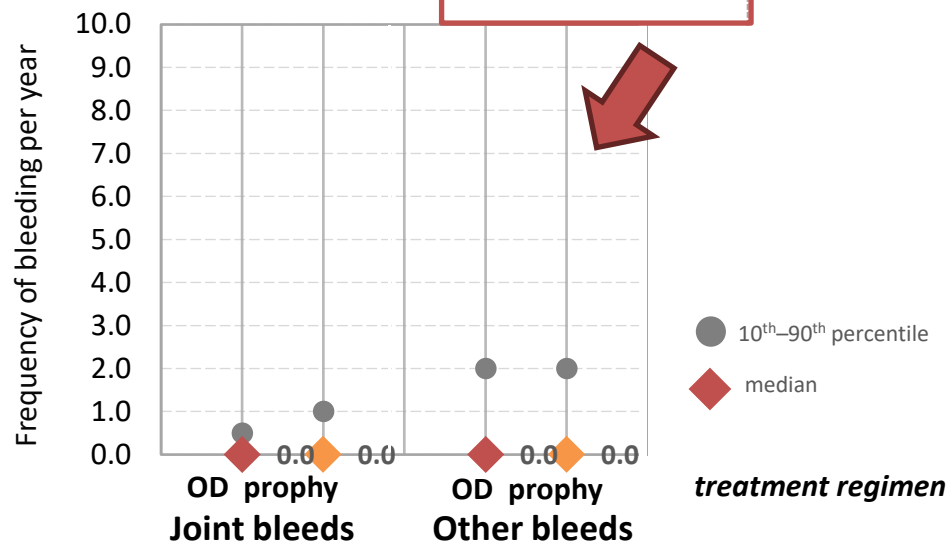 Frequency of bleeding per year
10.0
9.0
8.0
7.0
6.0
5.0
4.0
3.0
2.0
1.0
0.0
0.0 0.0 0.0 0.0
OD prophy OD prophy
Joint bleeds Other bleeds
treatment regimen
10th–90th percentile
median